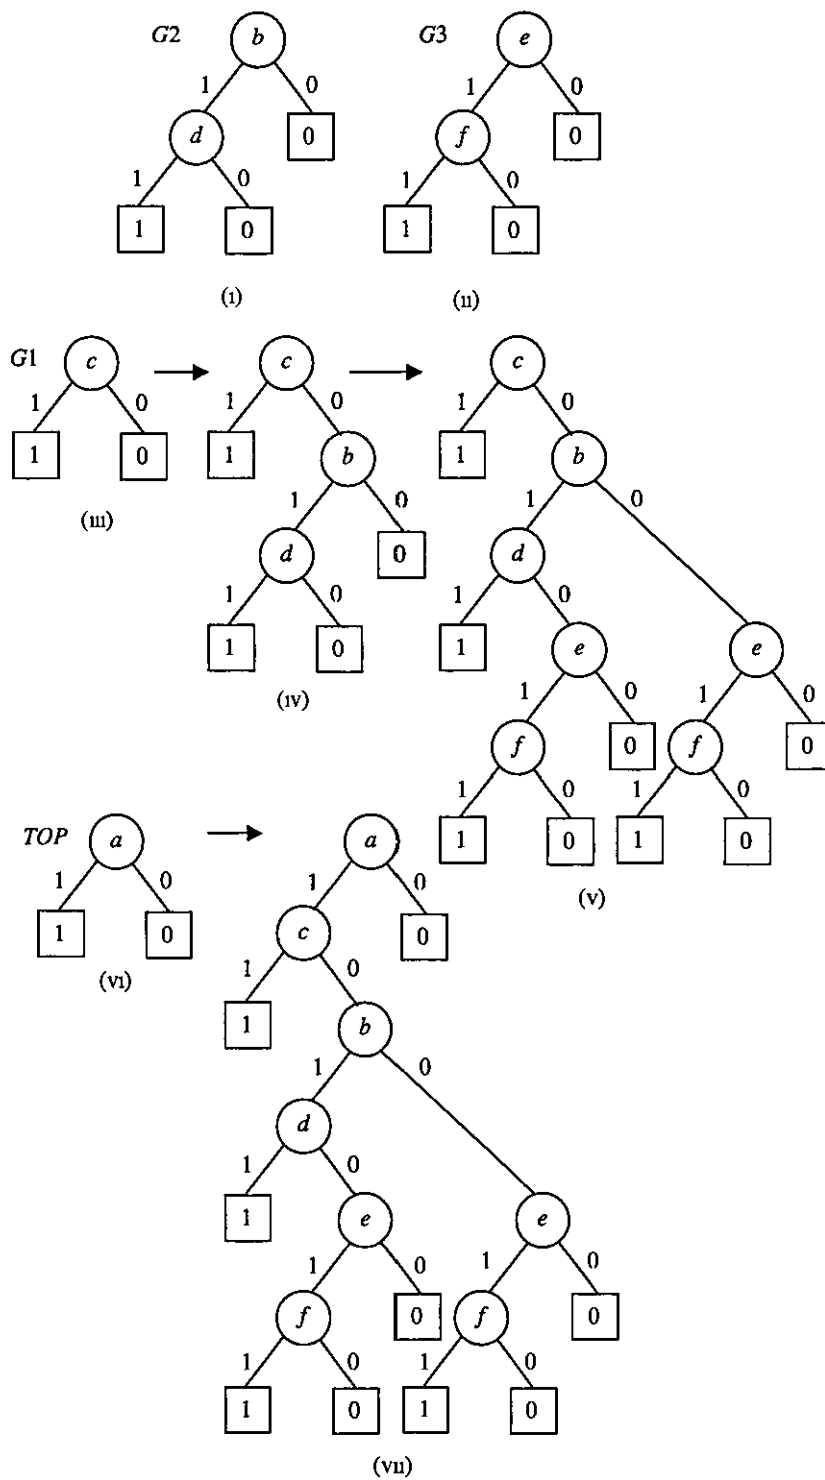 G2 b G3 e
1 0 1 0
d 0 f 0
1 0 1 0
1 0 1 0
(i) (ii)
G1 c c c
1 0 1 0 1 0
1 0 1 b 1 b
(iii) 1 0 1 0
d 0 d
1 0 1 0
1 0 1 e e
(iv) 1 0 1 0
f 0 f 0
1 0 1 0
TOP a a 1 0 1 0
1 0 1 0 (v)
1 0 c 0
(vi) 1 0
1 b
1 0
d
1 0
1 e e
1 0 1 0
f 0 f 0
1 0 1 0
1 0 1 0
(vii)